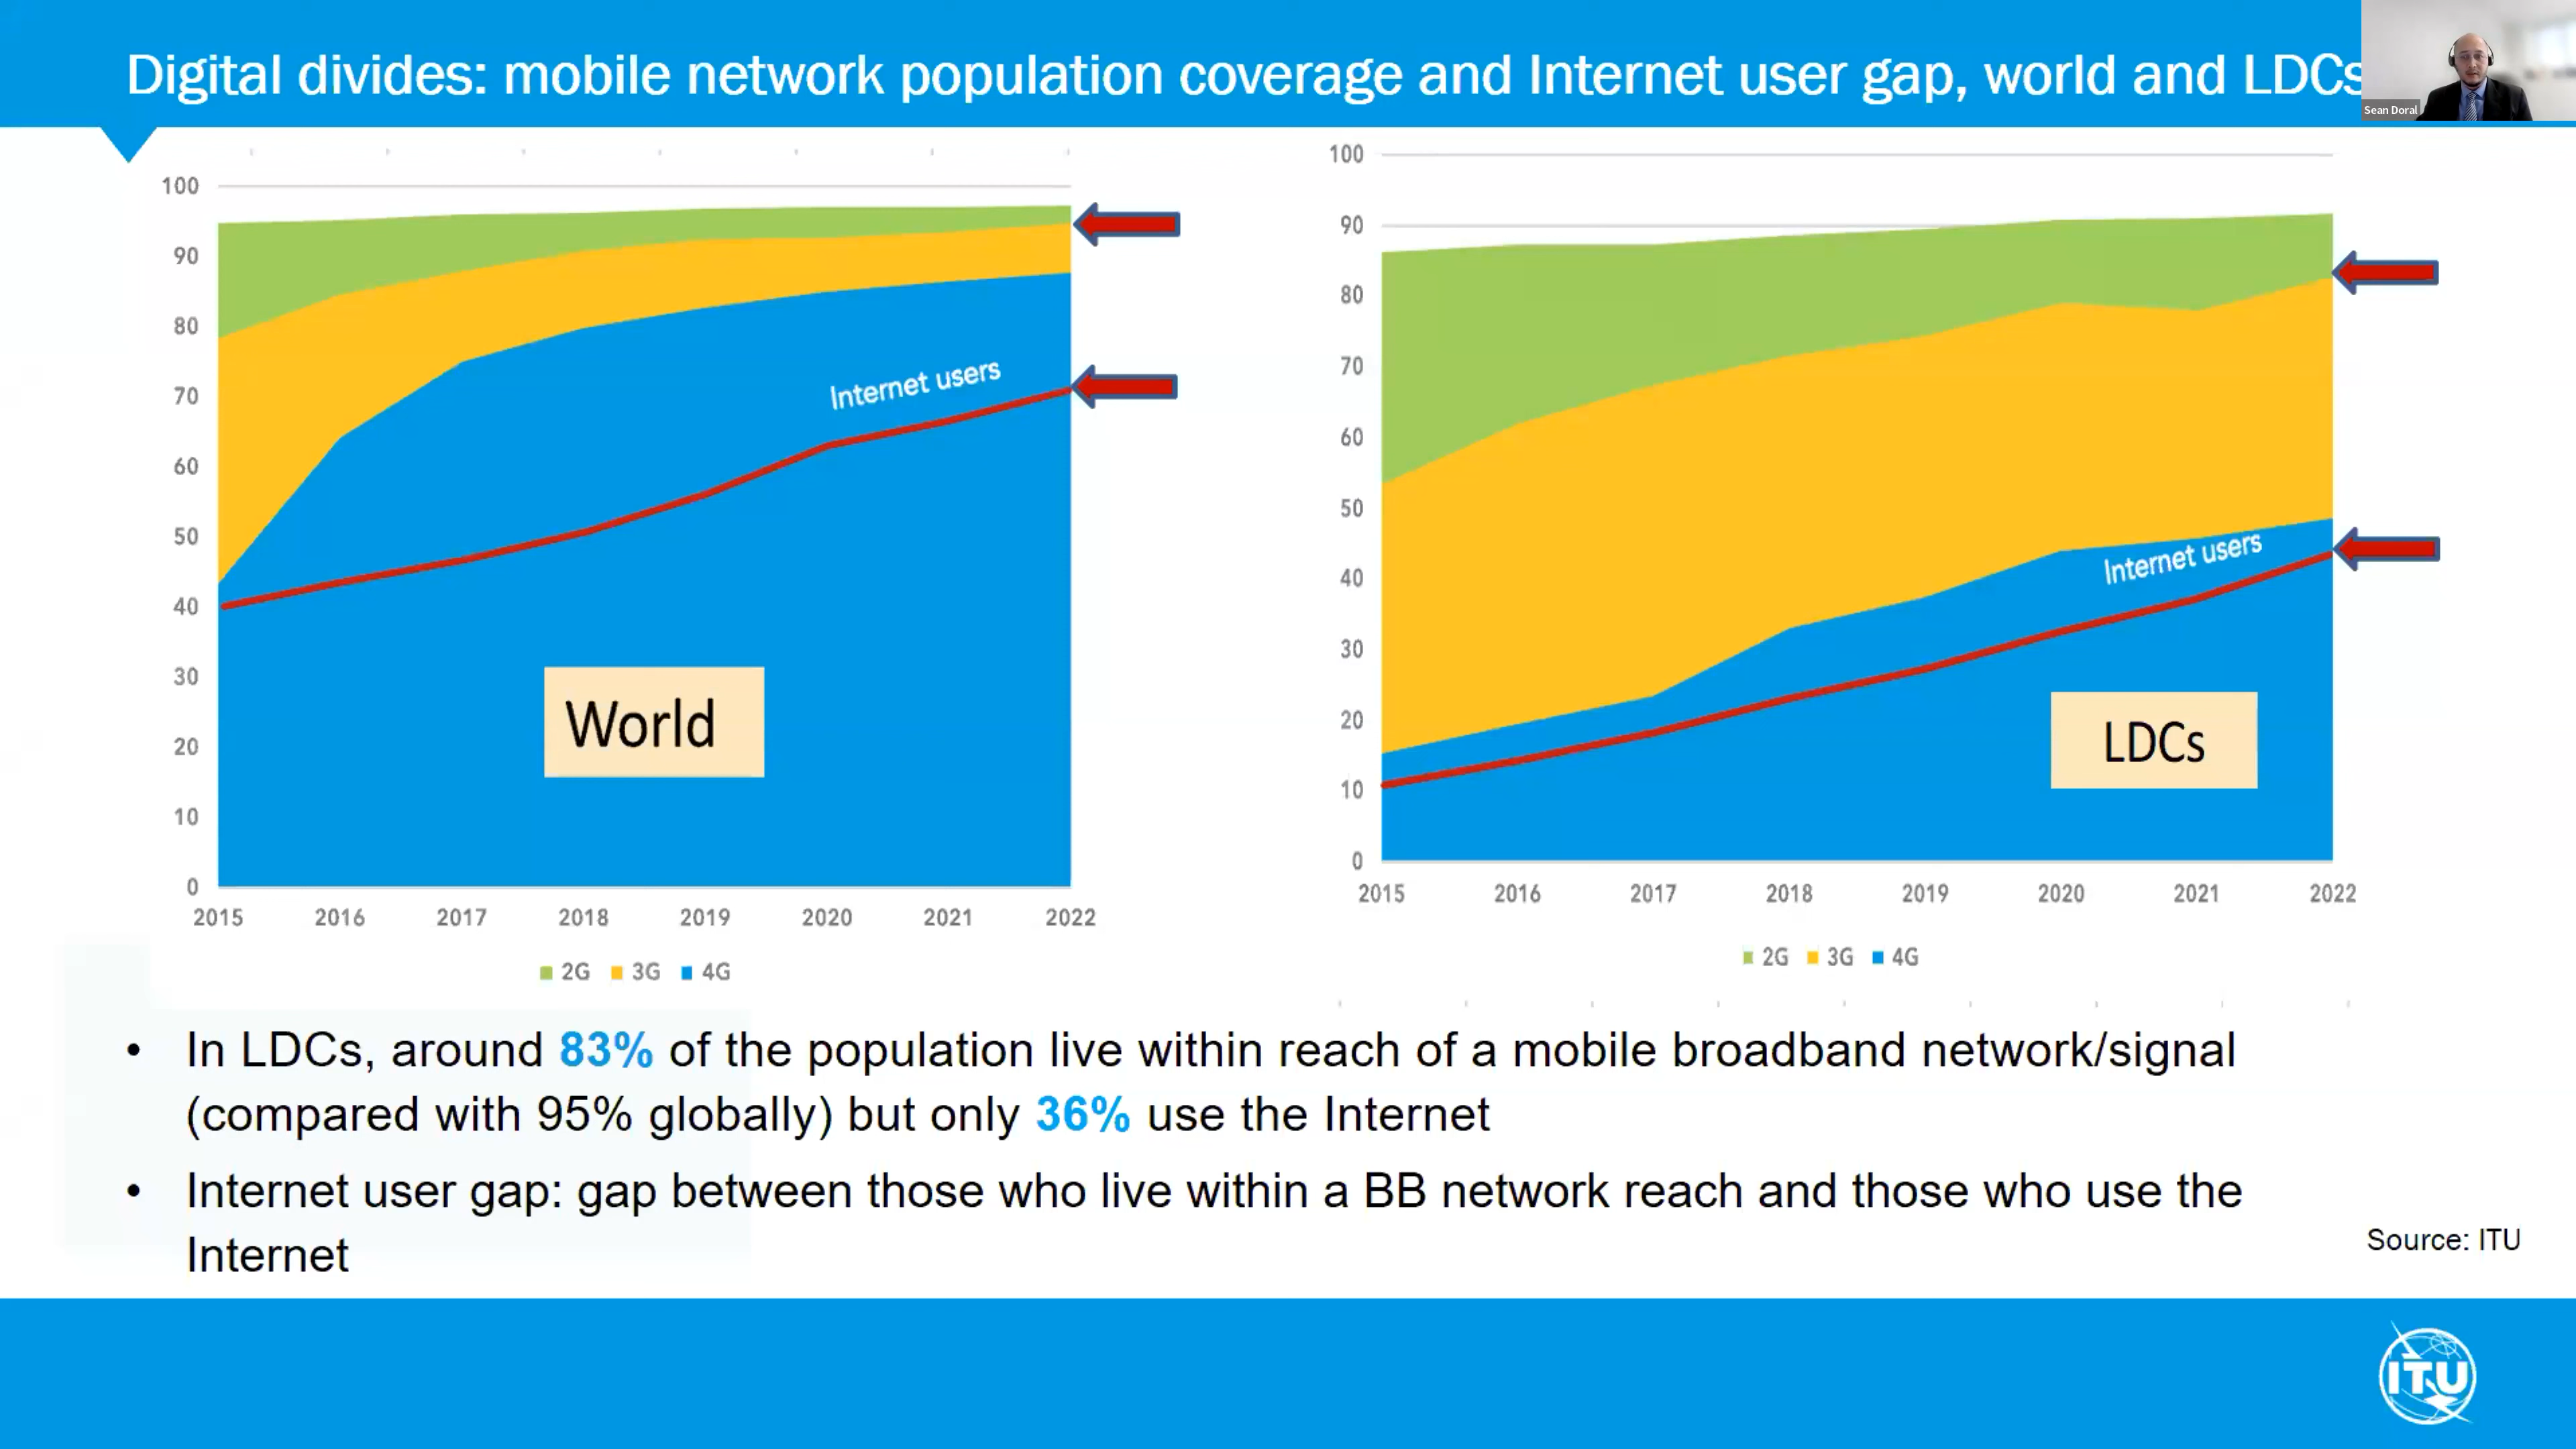 Digital divides: mobile network population coverage and Internet user gap, world and LDCs
Sean Doral
100
90
80
70
60
50
40
30
20
10
0
2015 2016 2017 2018 2019 2020 2021 2022
Internet users
World
2G 3G 4G
100
90
80
70
60
50
40
30
20
10
0
2015 2016 2017 2018 2019 2020 2021 2022
Internet users
LDCs
2G 3G 4G
• In LDCs, around 83% of the population live within reach of a mobile broadband network/signal
(compared with 95% globally) but only 36% use the Internet
• Internet user gap: gap between those who live within a BB network reach and those who use the
Internet
Source: ITU
ITU